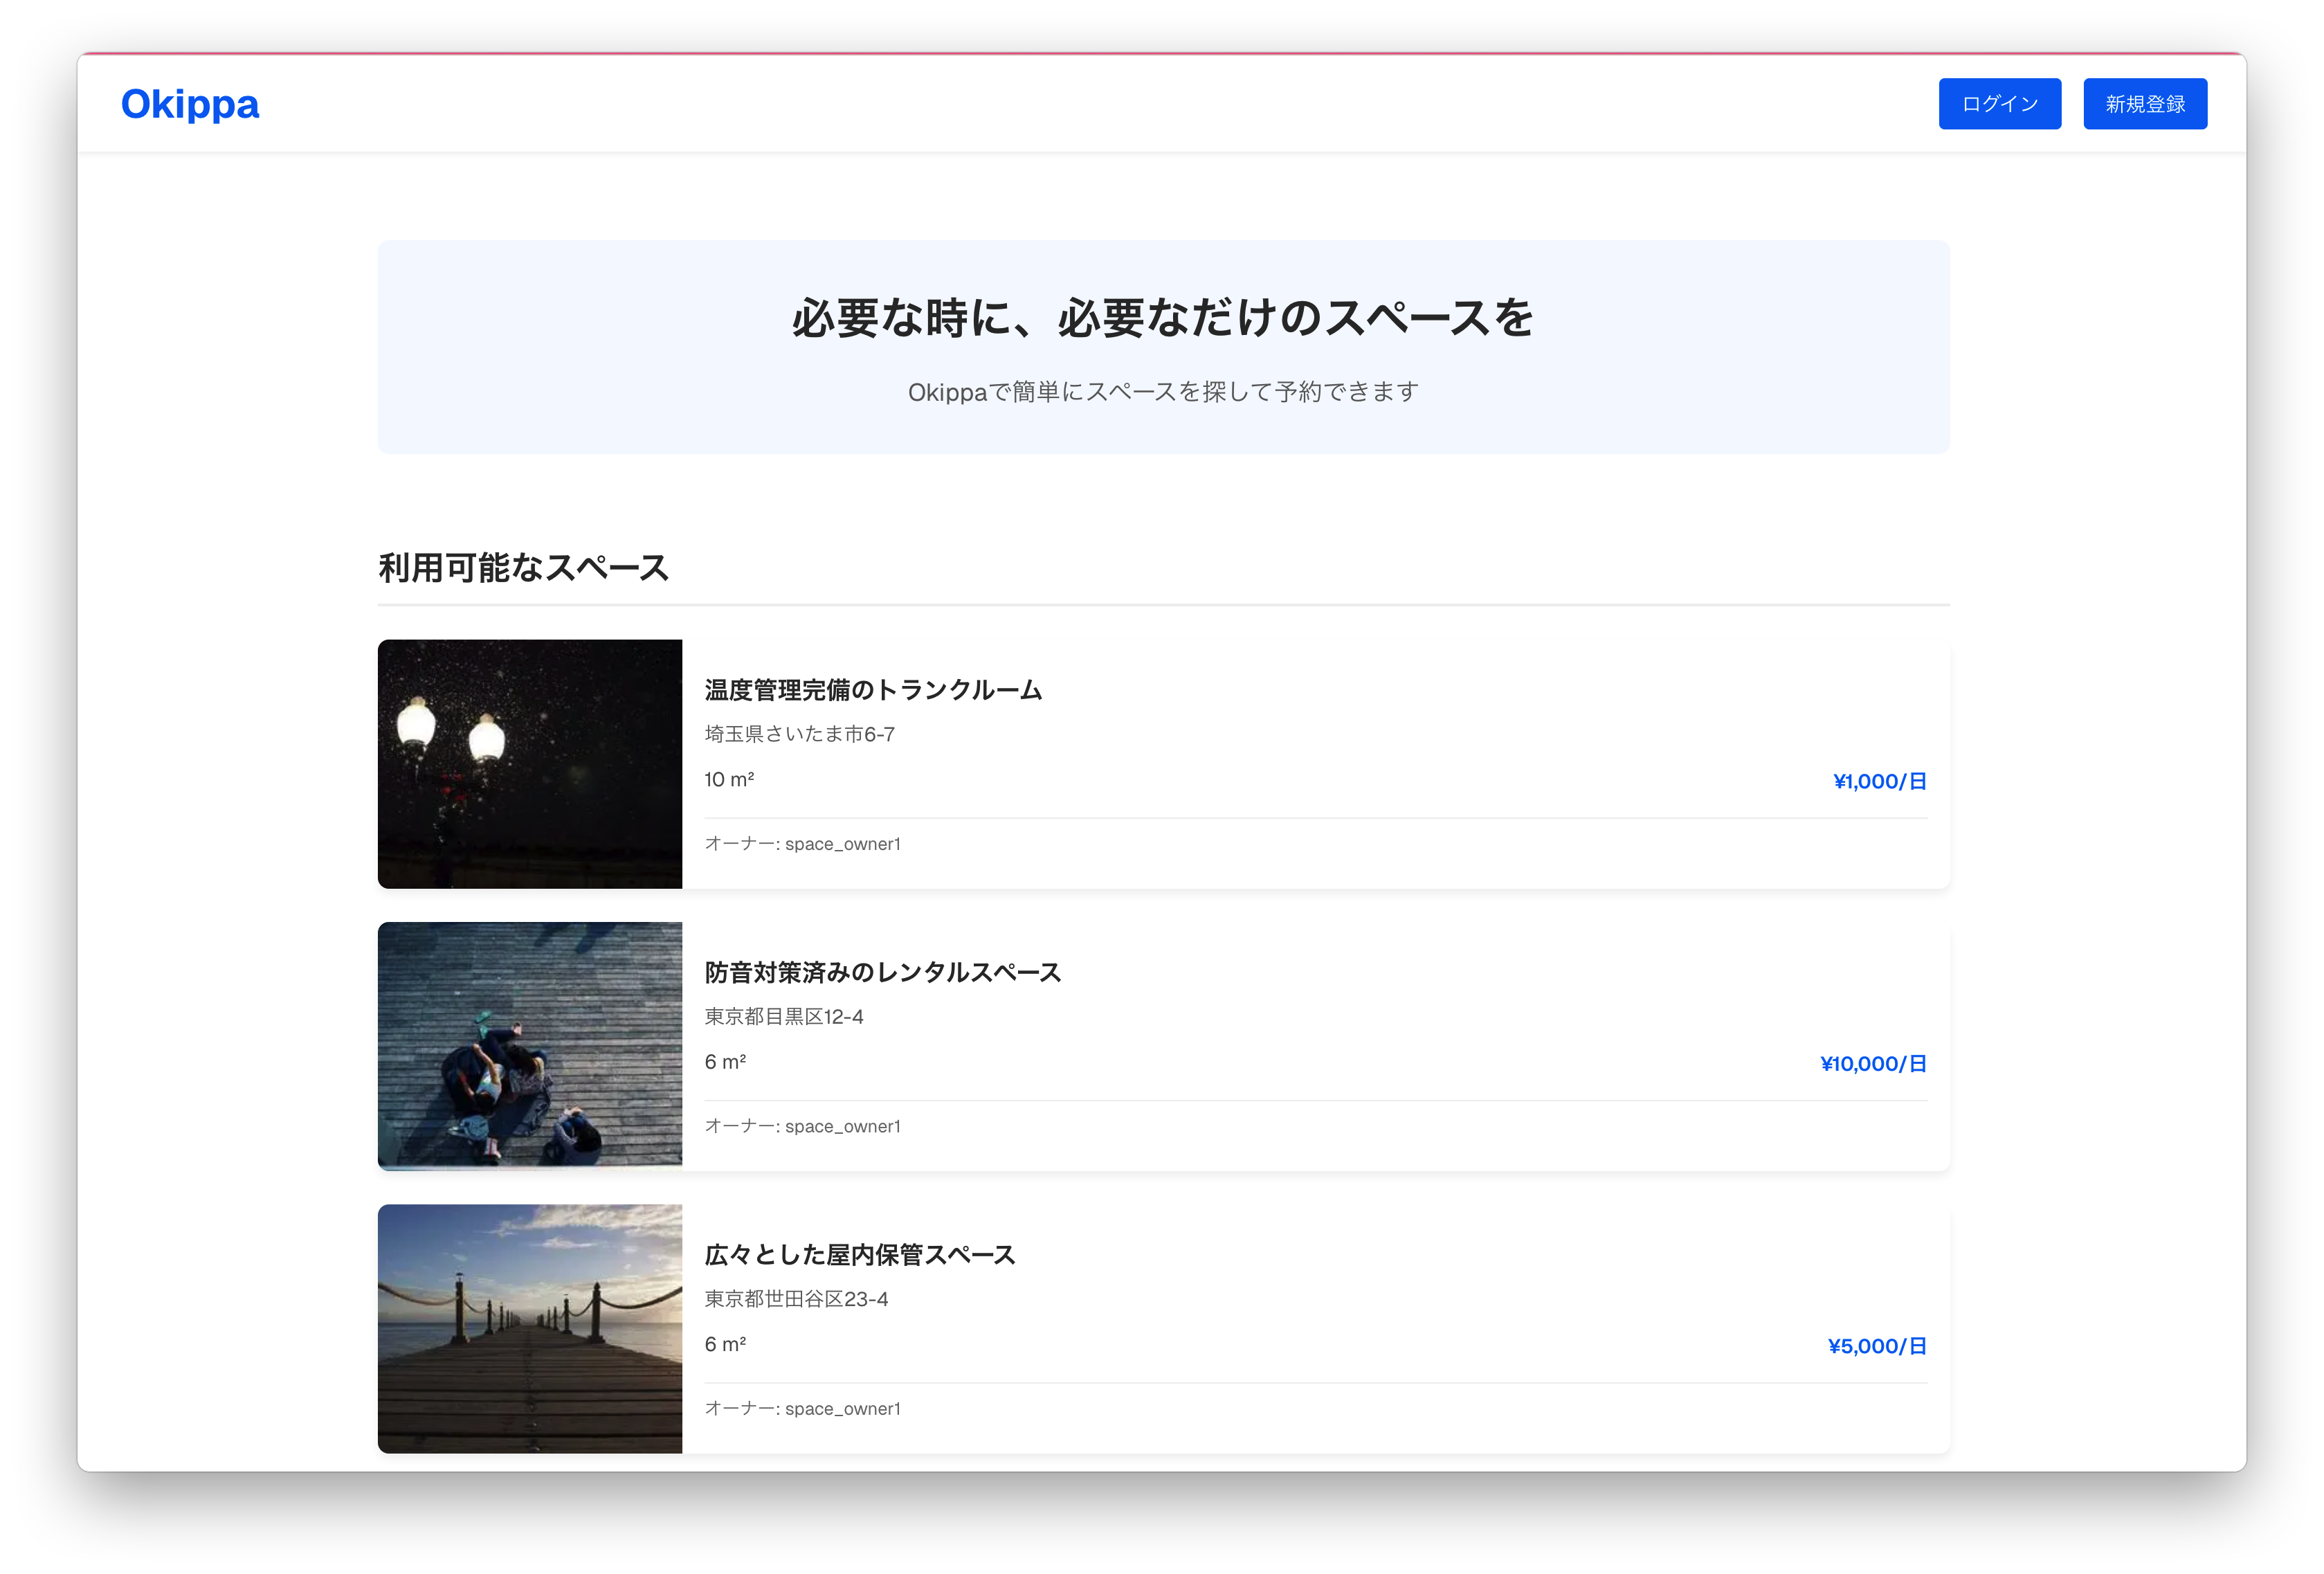 Okippa
ログイン
新規登録
必要な時に、必要なだけのスペースを
Okippaで簡単にスペースを探して予約できます
利用可能なスペース
温度管理完備のトランクルーム
埼玉県さいたま市6-7
10 m²
¥1,000/日
オーナー: space_owner1
防音対策済みのレンタルスペース
東京都目黒区12-4
6 m²
¥10,000/日
オーナー: space_owner1
広々とした屋内保管スペース
東京都世田谷区23-4
6 m²
¥5,000/日
オーナー: space_owner1